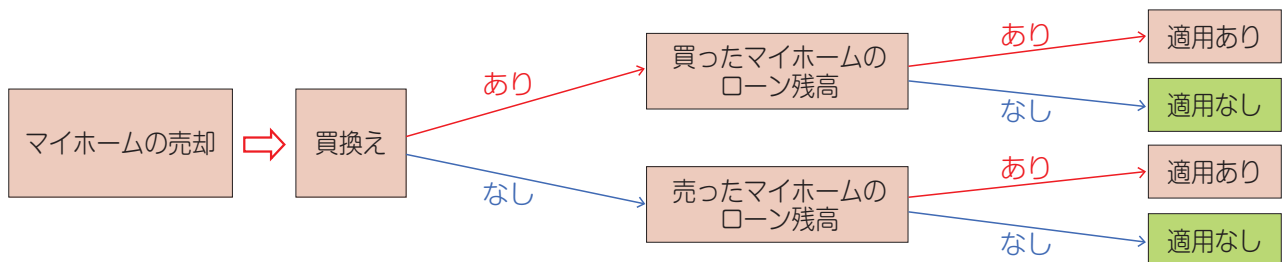 マイホームの売却
買換え
あり
なし
買ったマイホームの
ローン残高
あり
適用あり
なし
適用なし
売ったマイホームの
ローン残高
あり
適用あり
なし
適用なし